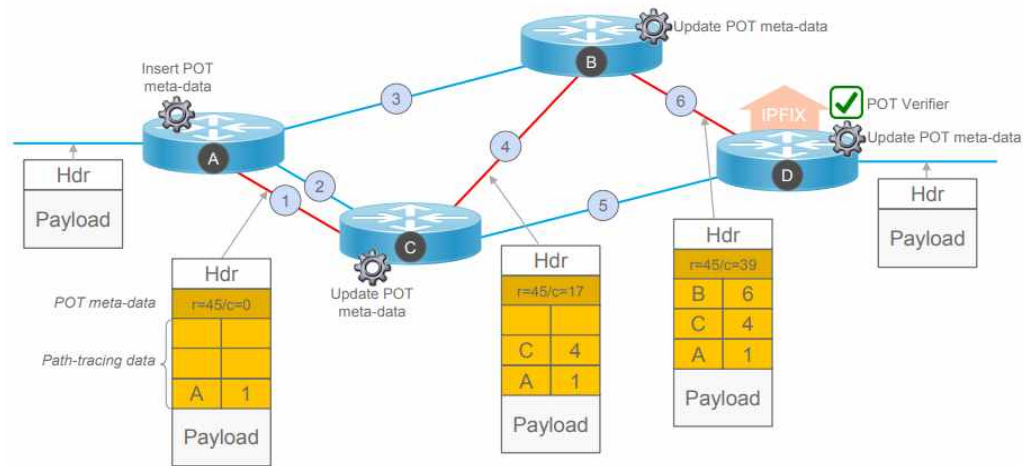 Update POT meta-data
B
Insert POT
meta-data
3
6
IPFIX
POT Verifier
Update POT meta-data
A
4
D
Hdr
Payload
2
1
5
Hdr
Payload
C
Update POT
meta-data
Hdr
POT meta-data
r=45/c=0
Path-tracing data
A 1
Payload
Hdr
r=45/c=17
C 4
A 1
Payload
Hdr
r=45/c=39
B 6
C 4
A 1
Payload